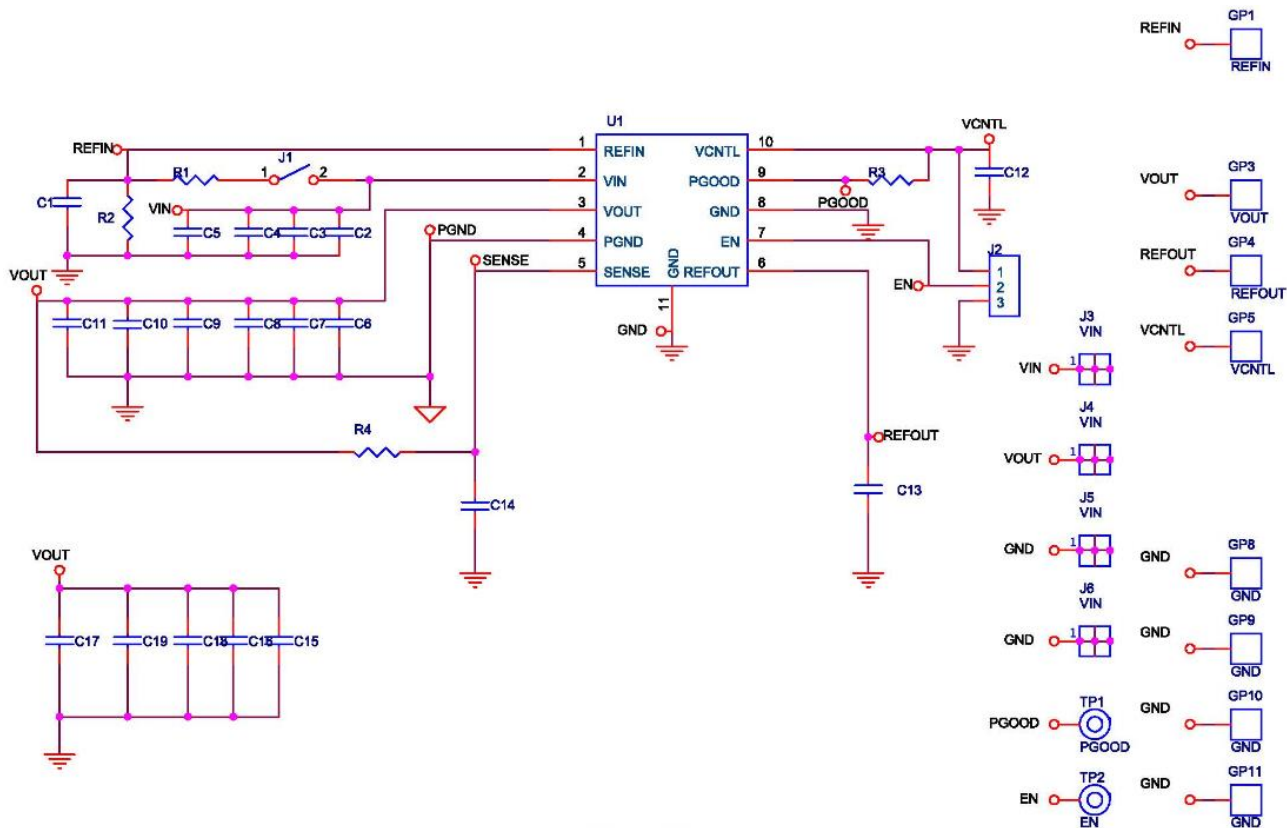 GP1
REFIN
REFIN
U1
REFIN 1 REFIN VCNTL 10 VCNTL
R1 1 J1 2 2 VIN PGOOD 9 R3 C12
C1 R2 VIN 3 VOUT GND 8 PGOOD VOUT GP3
VOUT
C5 C4 C3 C2 PGND 4 PGND EN 7
VOUT SENSE 5 SENSE GND REFOUT 6 J2 REFOUT GP4
REFOUT
EN 1
2
3
11
GND
C11 C10 C9 C8 C7 C6
J3
VIN
VCNTL GP5
VCNTL
VIN 1
R4
REFOUT
J4
VIN
VOUT 1
C14
C13
J5
VIN
GND 1
GND GP8
GND
VOUT
J6
VIN
GND 1
GND GP9
GND
C17 C19 C18 C16 C15
PGOOD TP1
PGOOD
GND GP10
GND
EN TP2
EN
GND GP11
GND